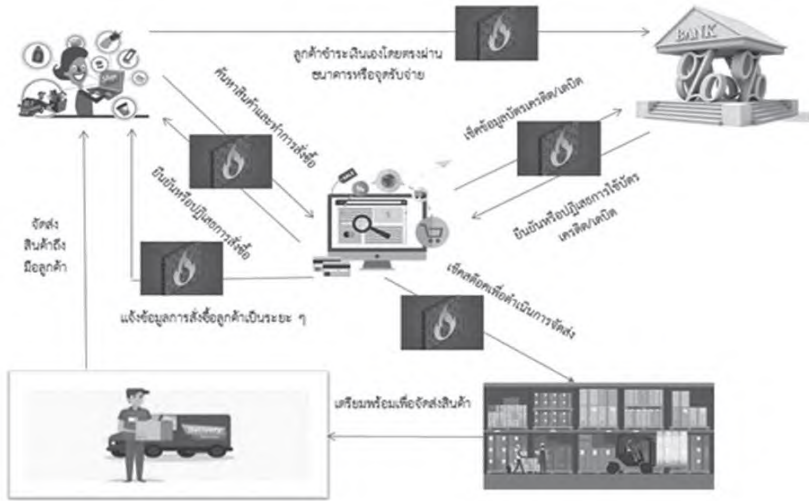 BANK
ลูกค้าชำระเงินเองโดยตรงผ่าน
ธนาคารหรือจุดรับจ่าย
ค้นหาสินค้าและทำการสั่งซื้อ
เช็คข้อมูลบัตรเครดิต/เดบิต
ยืนยันหรือปฏิเสธการสั่งซื้อ
ยืนยันหรือปฏิเสธการใช้บัตร
เครดิต/เดบิต
จัดส่ง
สินค้าถึง
มือลูกค้า
เช็คสต๊อคเพื่อดำเนินการจัดส่ง
แจ้งข้อมูลการสั่งซื้อลูกค้าเป็นระยะ ๆ
เตรียมพร้อมเพื่อจัดส่งสินค้า
Delivery